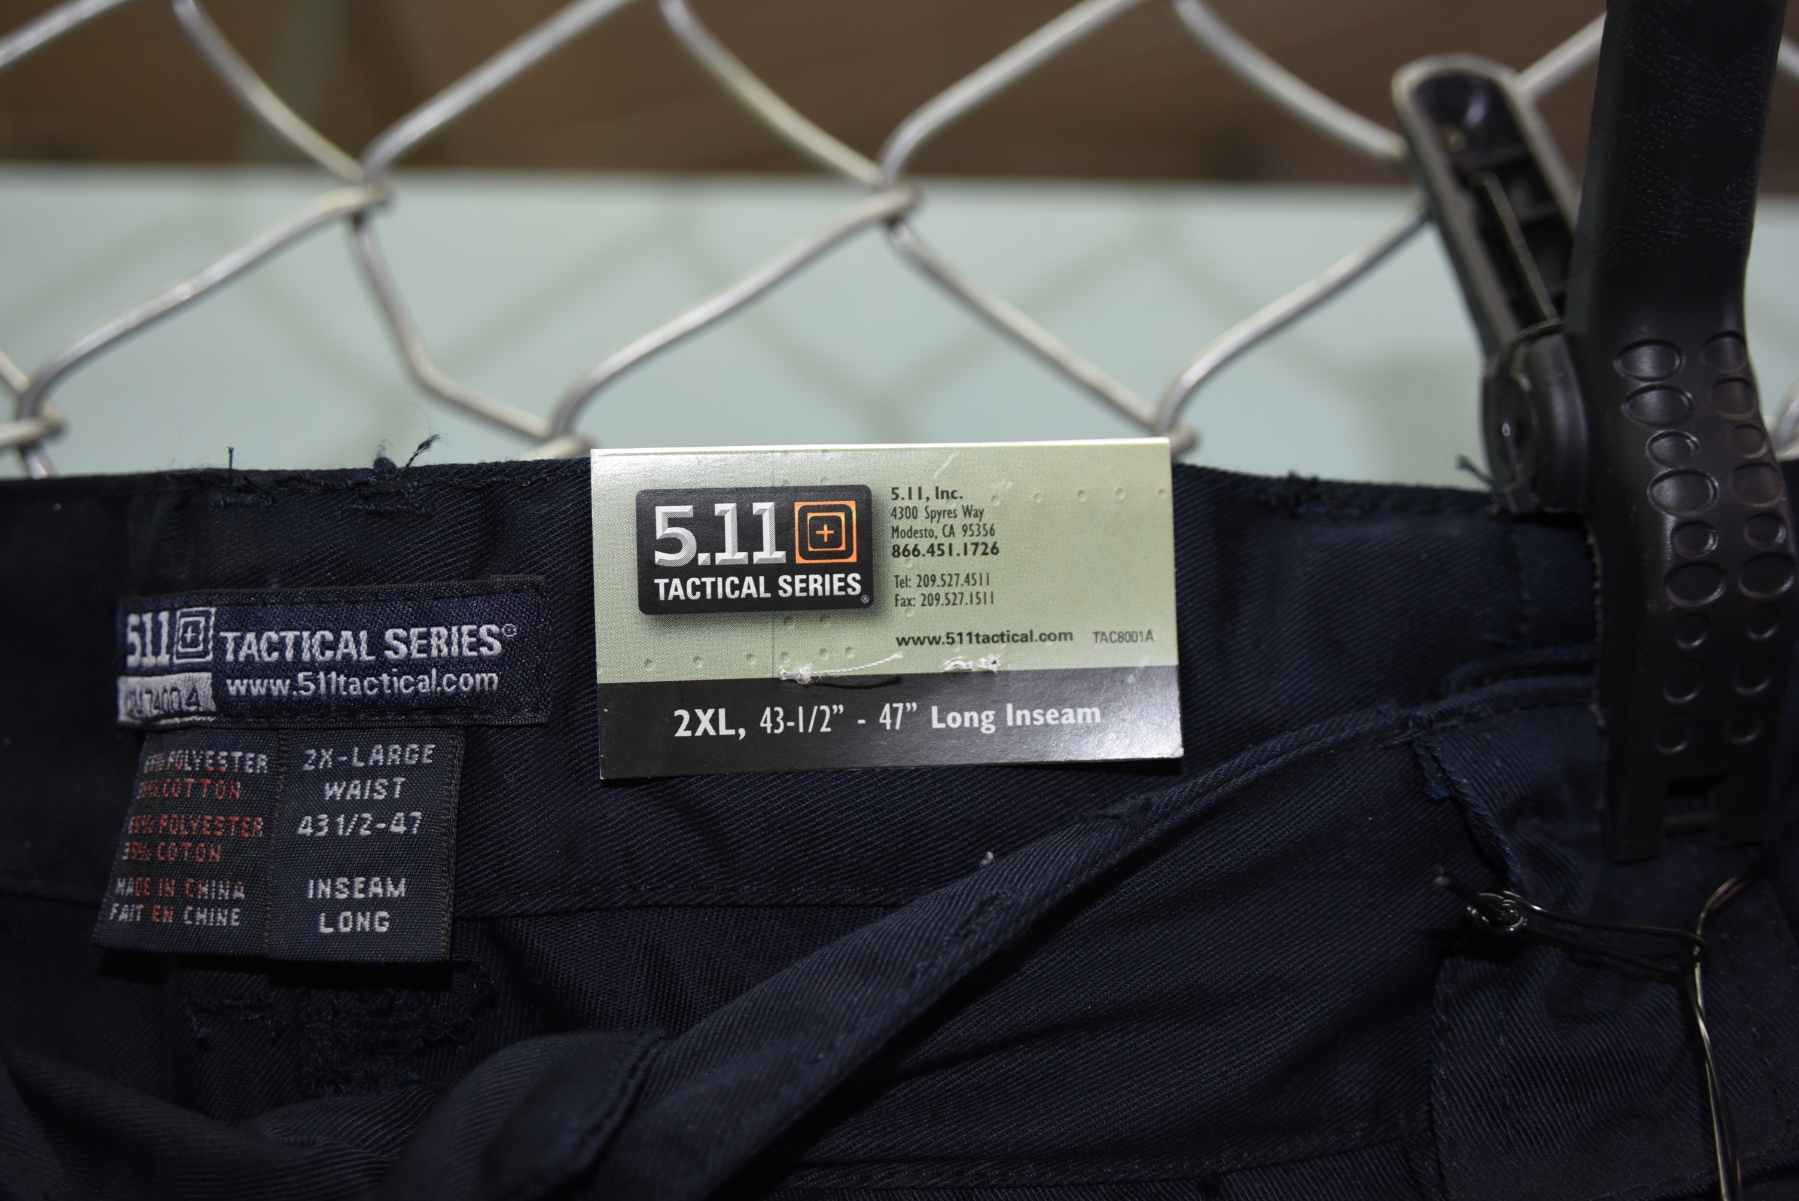 5.11
TACTICAL SERIES®
5.11, Inc.
4300 Spyres Way
Modesto, CA 95356
866.451.1726
Tel: 209.527.4511
Fax: 209.527.1511
www.511tactical.com TAC8001A
2XL, 43-1/2” - 47” Long Inseam
511 TACTICAL SERIES®
www.511tactical.com
POLYESTER
COTTON
POLYESTER
COTON
MADE IN CHINA
FAIT EN CHINE
2X-LARGE
WAIST
43 1/2-47
INSEAM
LONG